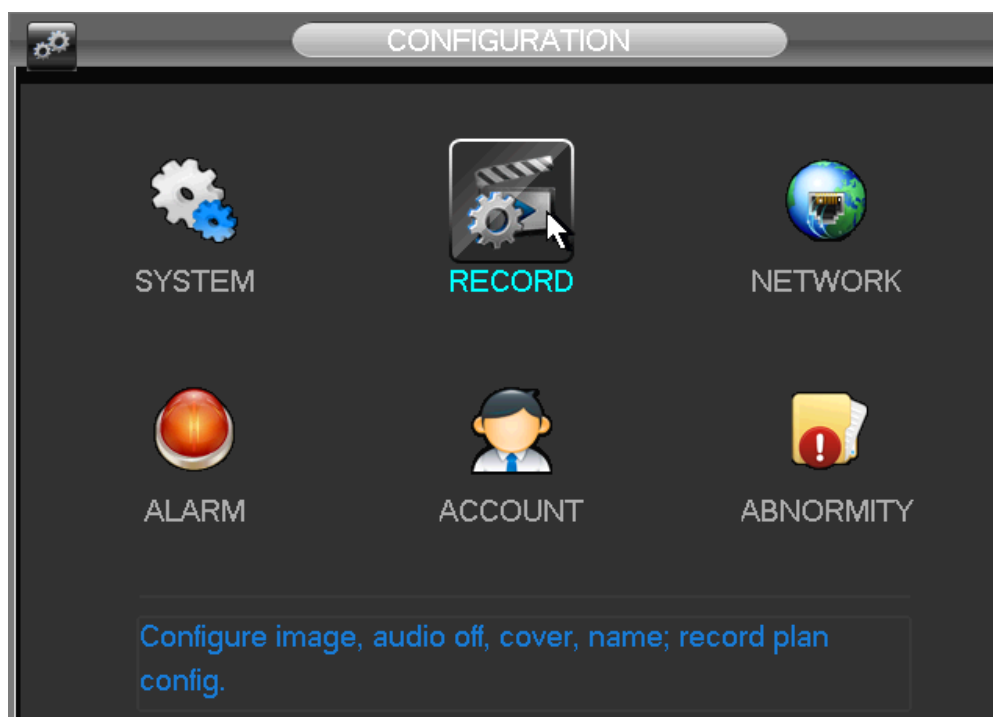 CONFIGURATION
SYSTEM
RECORD
NETWORK
ALARM
ACCOUNT
ABNORMITY
Configure image, audio off, cover, name; record plan
config.